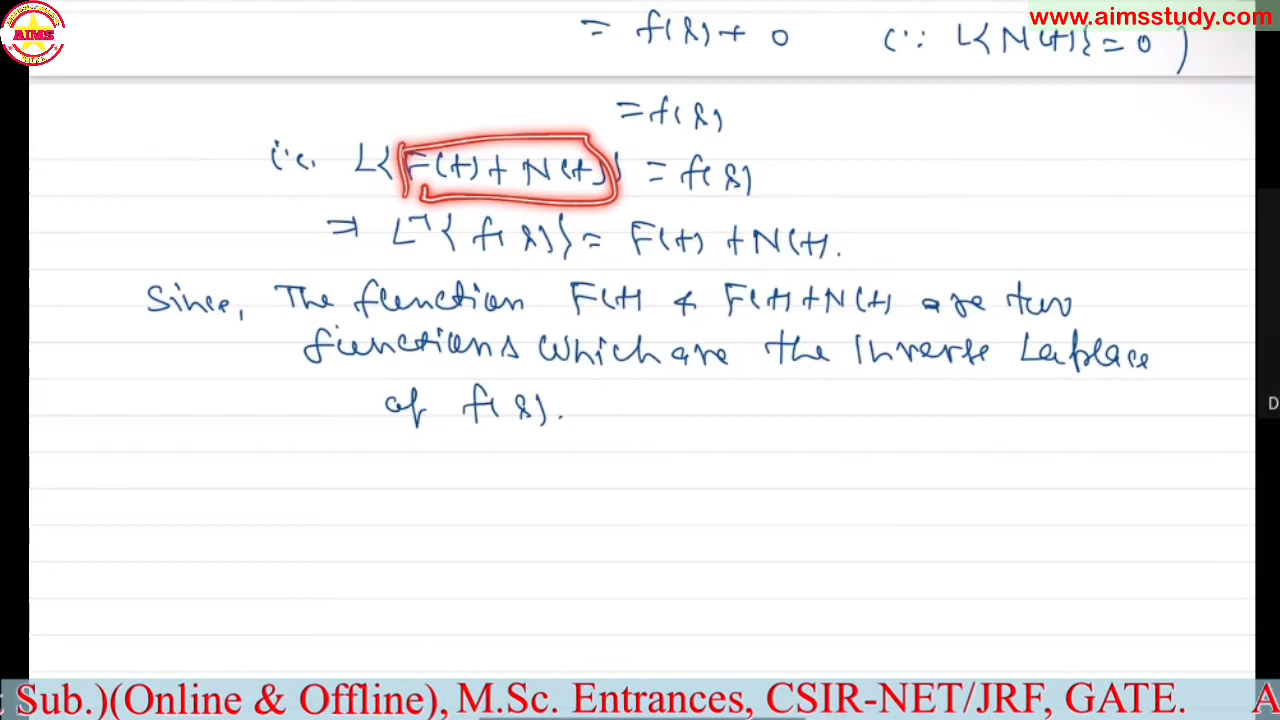 AIMS
www.aimsstudy.com
= f(s) + 0 (∵ L{N(t)} = 0)
= f(s)
i.e. L{F(t) + N(t)} = f(s)
⇒ L⁻¹{f(s)} = F(t) + N(t).
Since, The function F(t) & F(t) + N(t) are two
functions which are the Inverse Laplace
of f(s).
D
Sub.)(Online & Offline), M.Sc. Entrances, CSIR-NET/JRF, GATE. A